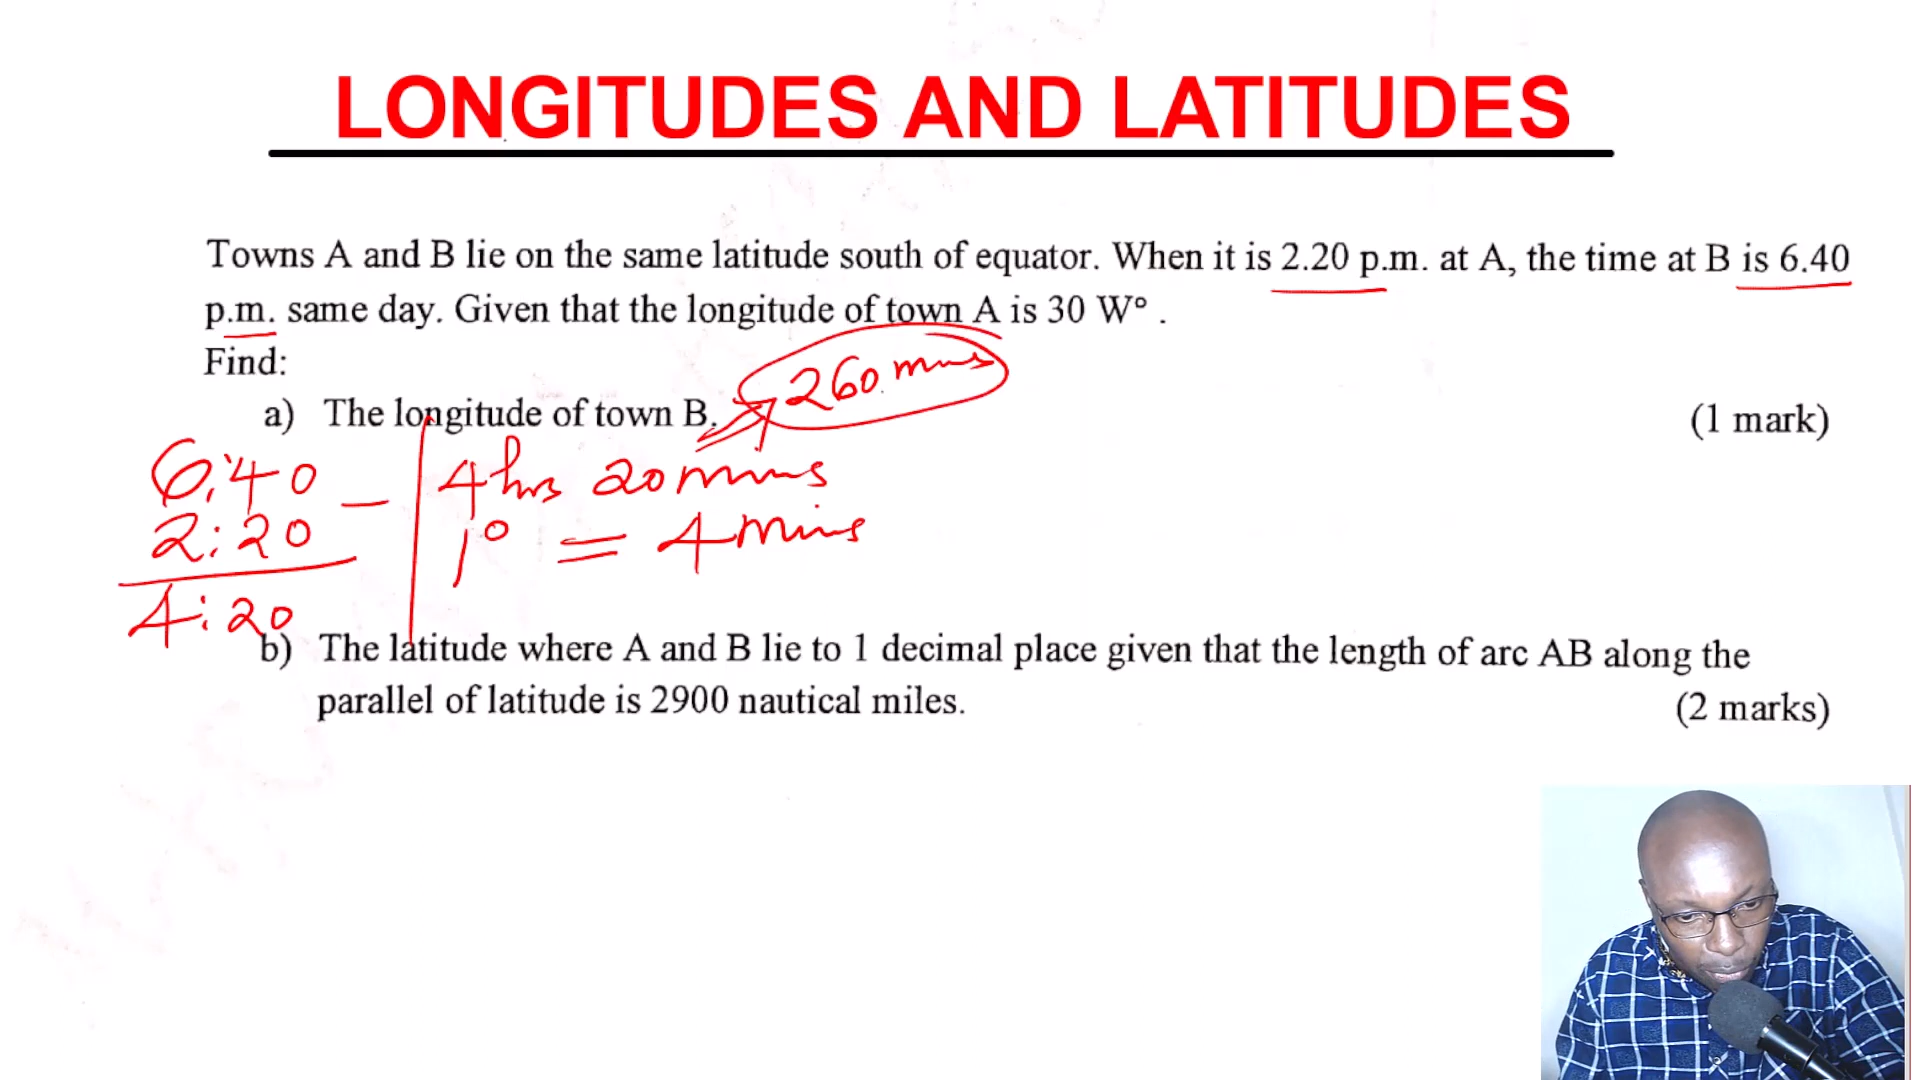 LONGITUDES AND LATITUDES
Towns A and B lie on the same latitude south of equator. When it is 2.20 p.m. at A, the time at B is 6.40
p.m. same day. Given that the longitude of town A is 30 W° .
Find:
260 mins
a) The longitude of town B. (1 mark)
6:40 - 4hrs 20 mins
2:20 1° = 4 mins
4:20
b) The latitude where A and B lie to 1 decimal place given that the length of arc AB along the
parallel of latitude is 2900 nautical miles. (2 marks)